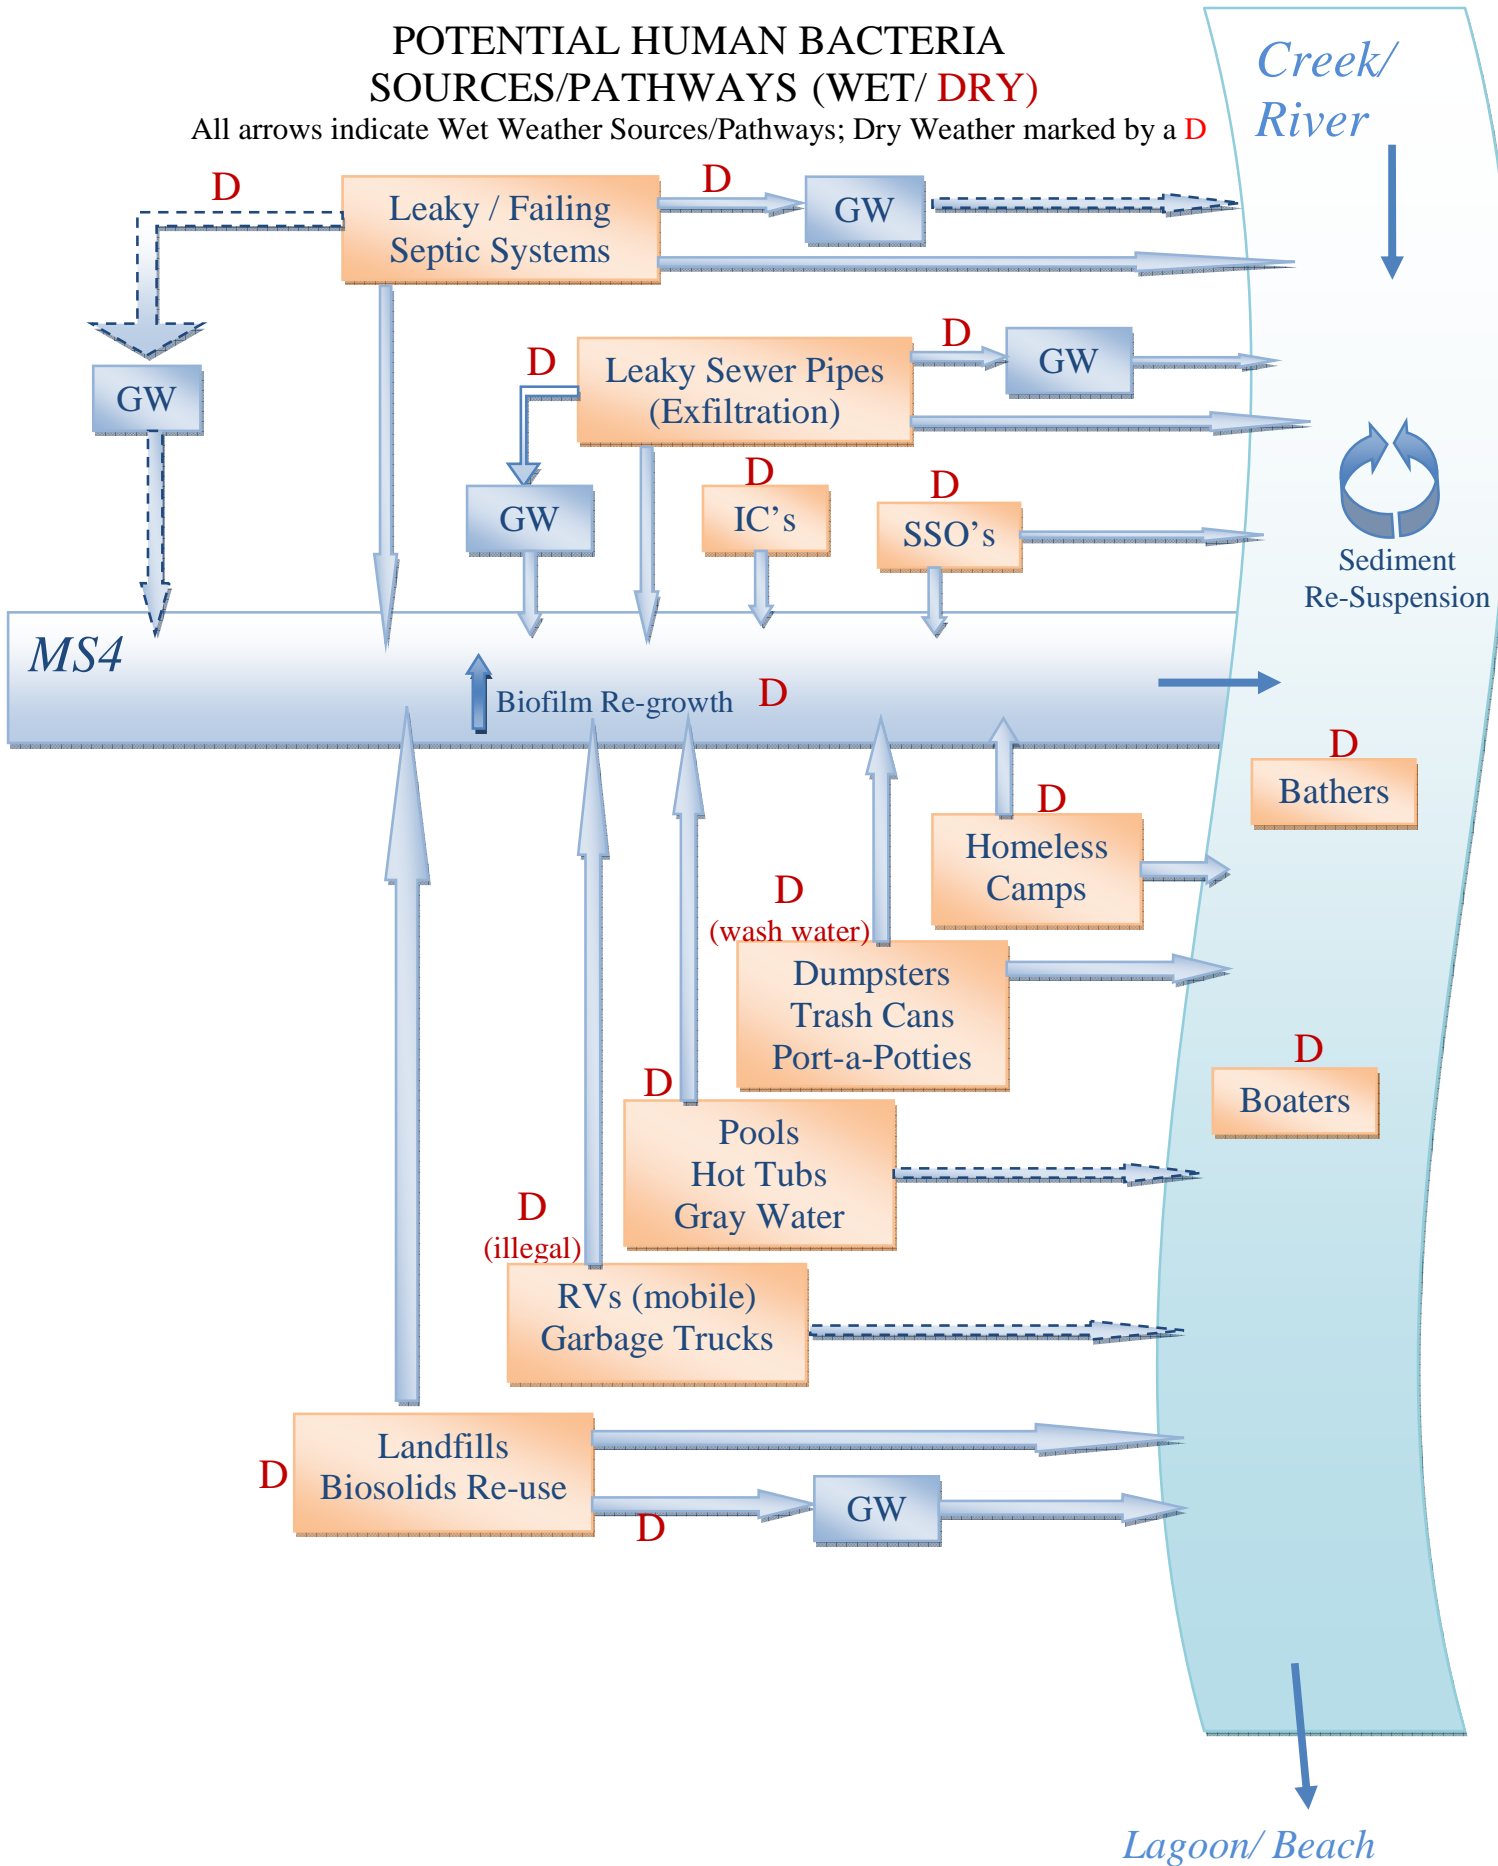 POTENTIAL HUMAN BACTERIA
SOURCES/PATHWAYS (WET/ DRY)
All arrows indicate Wet Weather Sources/Pathways; Dry Weather marked by a D
Creek/
River
D
Leaky / Failing
Septic Systems
D
GW
GW
D
Leaky Sewer Pipes
(Exfiltration)
D
GW
GW
D
IC's
D
SSO's
Sediment
Re-Suspension
MS4
Biofilm Re-growth
D
D
Bathers
D
Homeless
Camps
D
(wash water)
Dumpsters
Trash Cans
Port-a-Potties
D
Boaters
D
Pools
Hot Tubs
Gray Water
D
(illegal)
RVs (mobile)
Garbage Trucks
D
Landfills
Biosolids Re-use
D
GW
Lagoon/ Beach